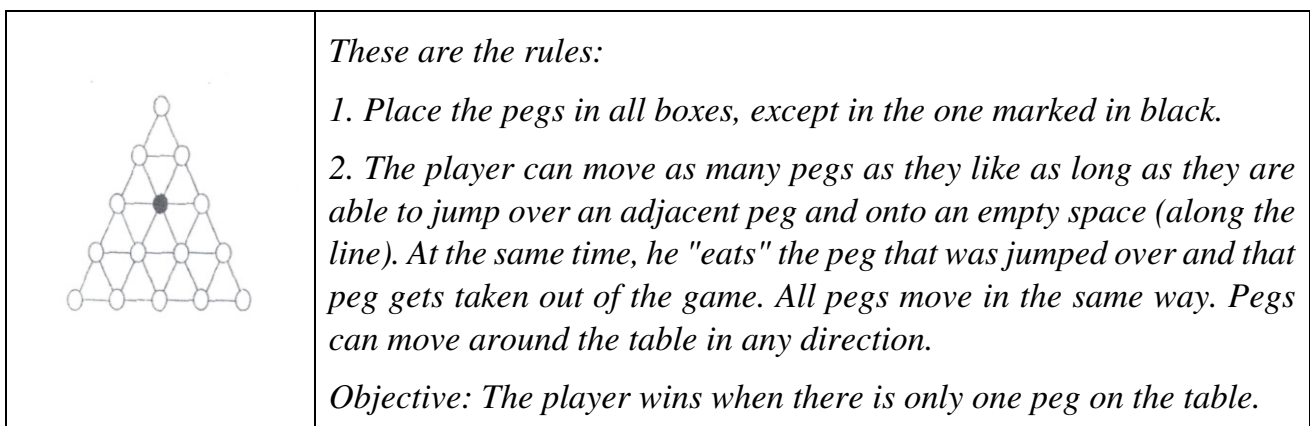 These are the rules:
1. Place the pegs in all boxes, except in the one marked in black.
2. The player can move as many pegs as they like as long as they are
able to jump over an adjacent peg and onto an empty space (along the
line). At the same time, he "eats" the peg that was jumped over and that
peg gets taken out of the game. All pegs move in the same way. Pegs
can move around the table in any direction.
Objective: The player wins when there is only one peg on the table.